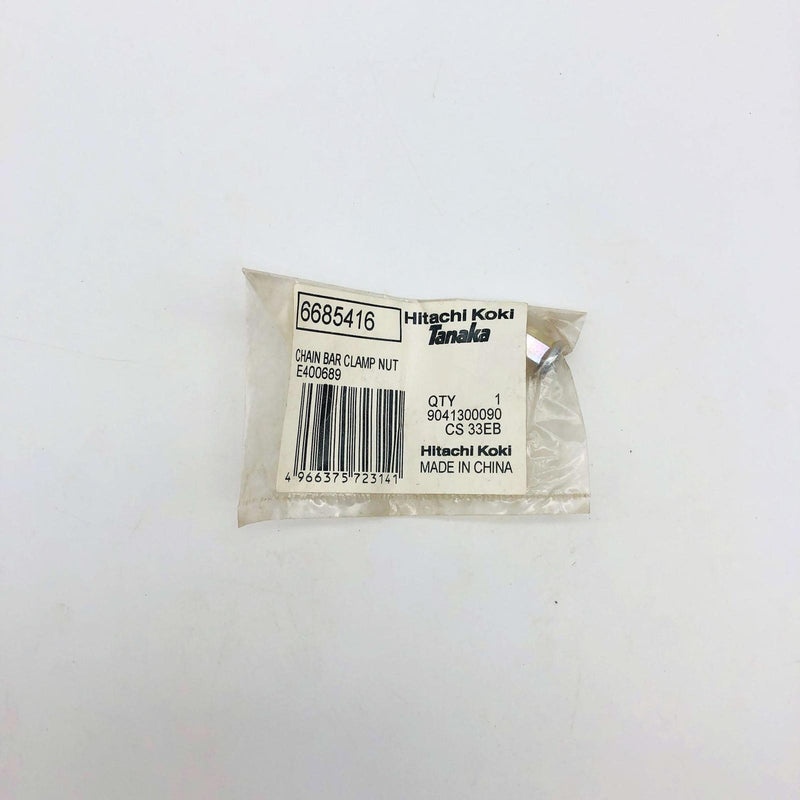 6685416
Hitachi Koki
Tanaka
CHAIN BAR CLAMP NUT
E400689
4 966375 723141
QTY 1
9041300090
CS 33EB
Hitachi Koki
MADE IN CHINA